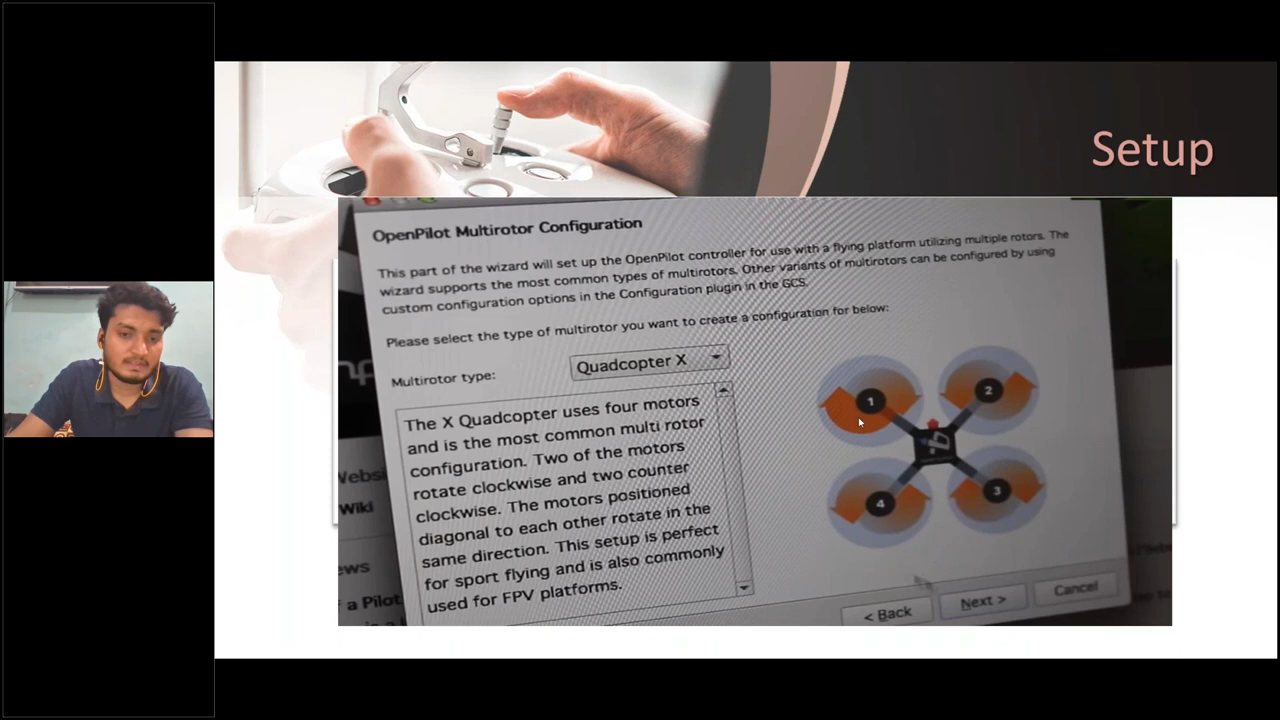 Setup
OpenPilot Multirotor Configuration
This part of the wizard will set up the OpenPilot controller for use with a flying platform utilizing multiple rotors. The
wizard supports the most common types of multirotors. Other variants of multirotors can be configured by using
custom configuration options in the Configuration plugin in the GCS.
Please select the type of multirotor you want to create a configuration for below:
Multirotor type:
Quadcopter X
The X Quadcopter uses four motors
and is the most common multi rotor
configuration. Two of the motors
rotate clockwise and two counter
clockwise. The motors positioned
diagonal to each other rotate in the
same direction. This setup is perfect
for sport flying and is also commonly
used for FPV platforms.
1
2
4
3
Wiki
a Pilot
< Back
Next >
Cancel